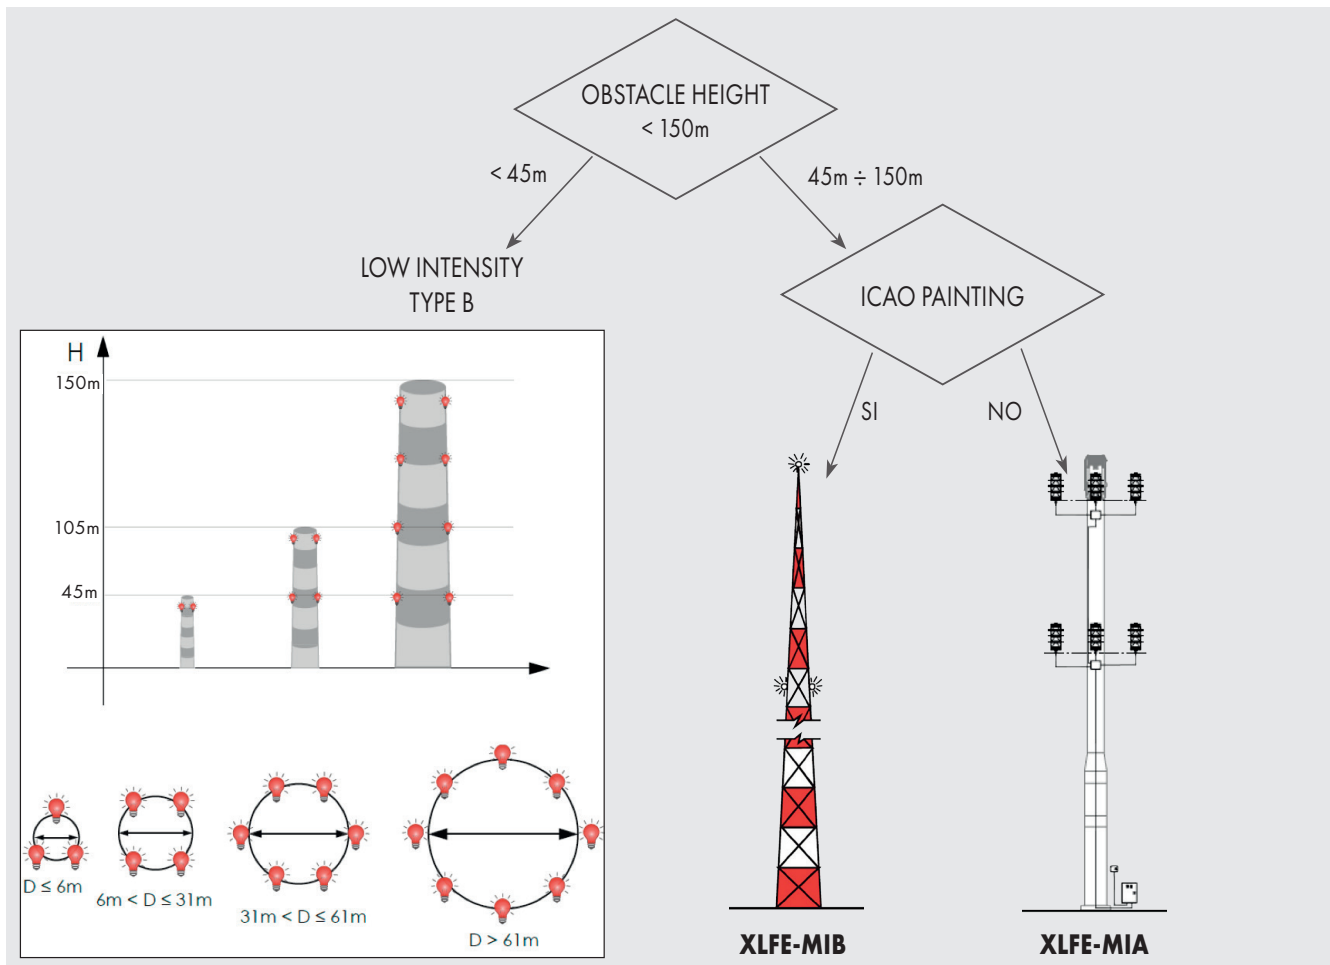 OBSTACLE HEIGHT
< 150m
< 45m
45m ÷ 150m
LOW INTENSITY
TYPE B
ICAO PAINTING
SI
NO
H
150m
105m
45m
D ≤ 6m
6m < D ≤ 31m
31m < D ≤ 61m
D > 61m
XLFE-MIB
XLFE-MIA